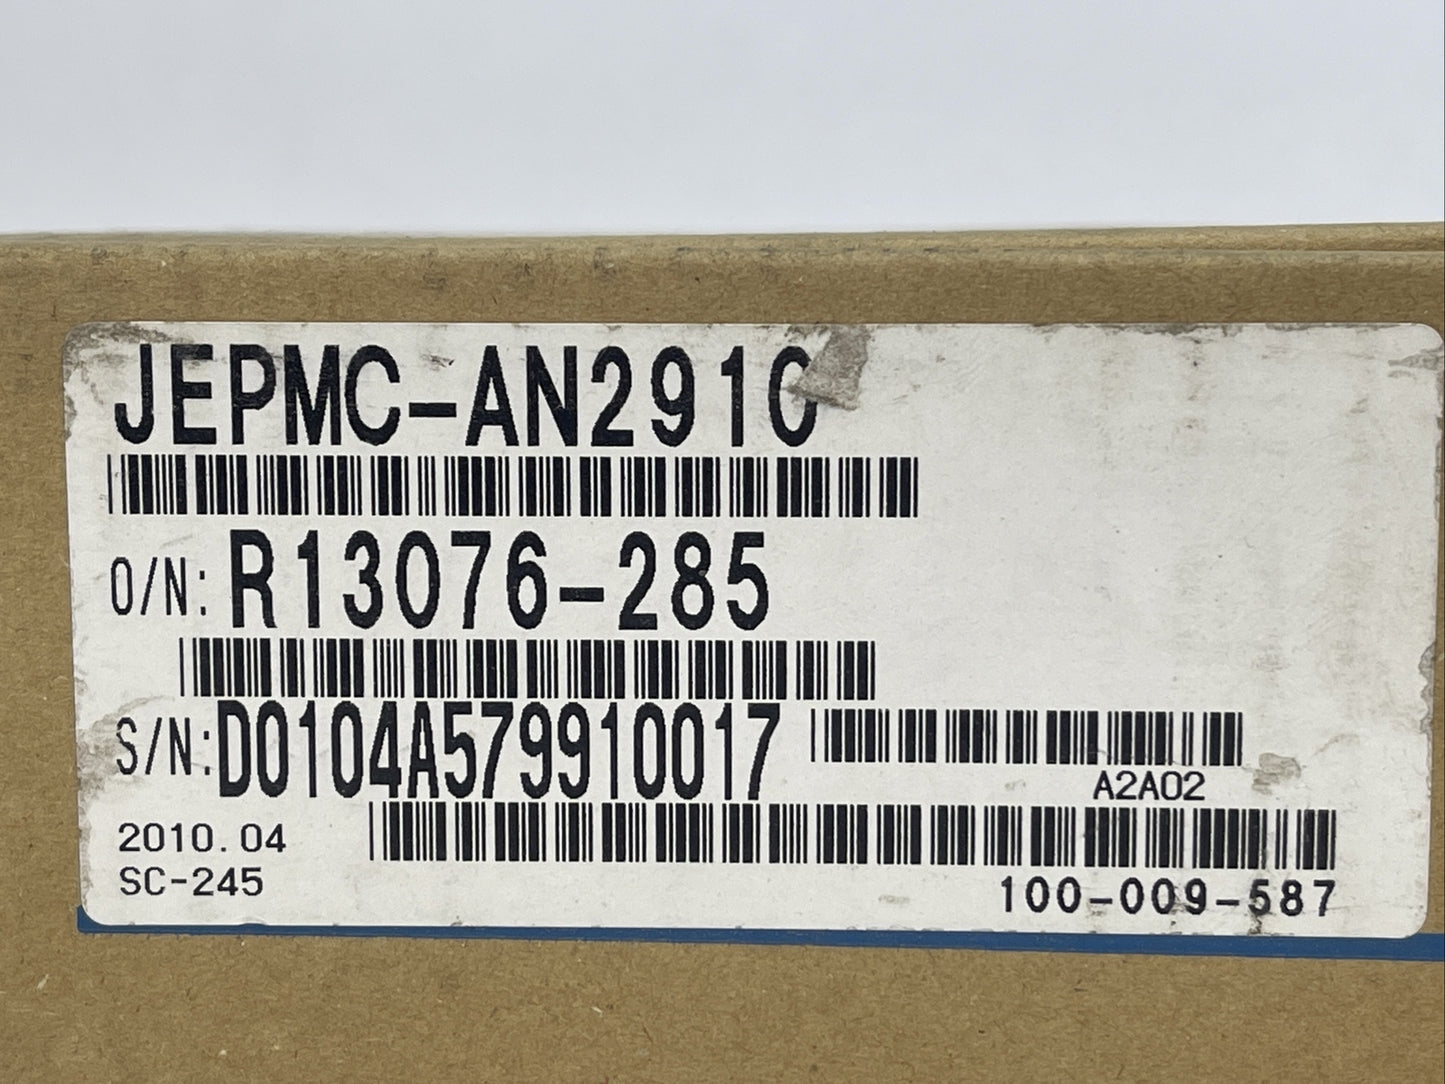 JEPMC-AN2910
O/N: R13076-285
S/N: D0104A579910017
A2A02
2010.04
SC-245
100-009-587